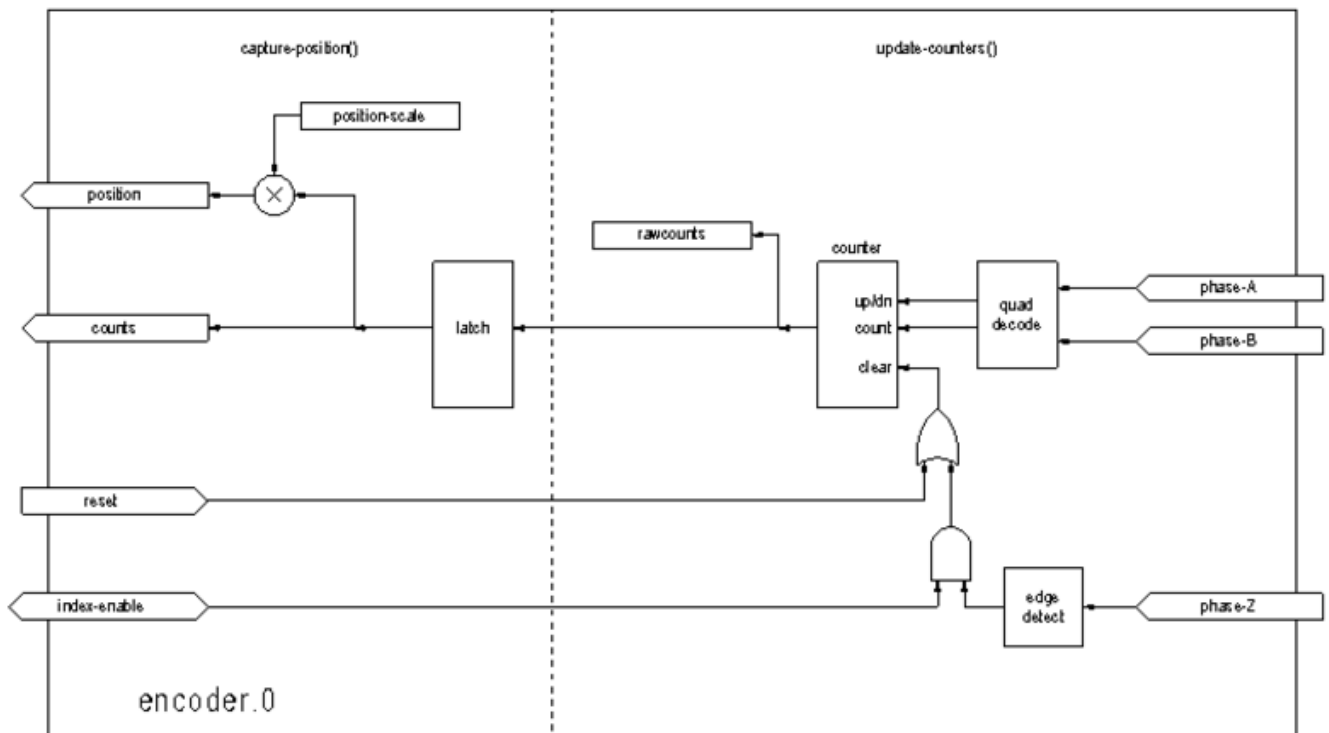 capture-position()
update-counters()
position-scale
position
rawcounts
counter
phase-A
up/dn
quad
decode
counts
latch
count
phase-B
clear
reset
index-enable
edge
detect
phase-Z
encoder.0